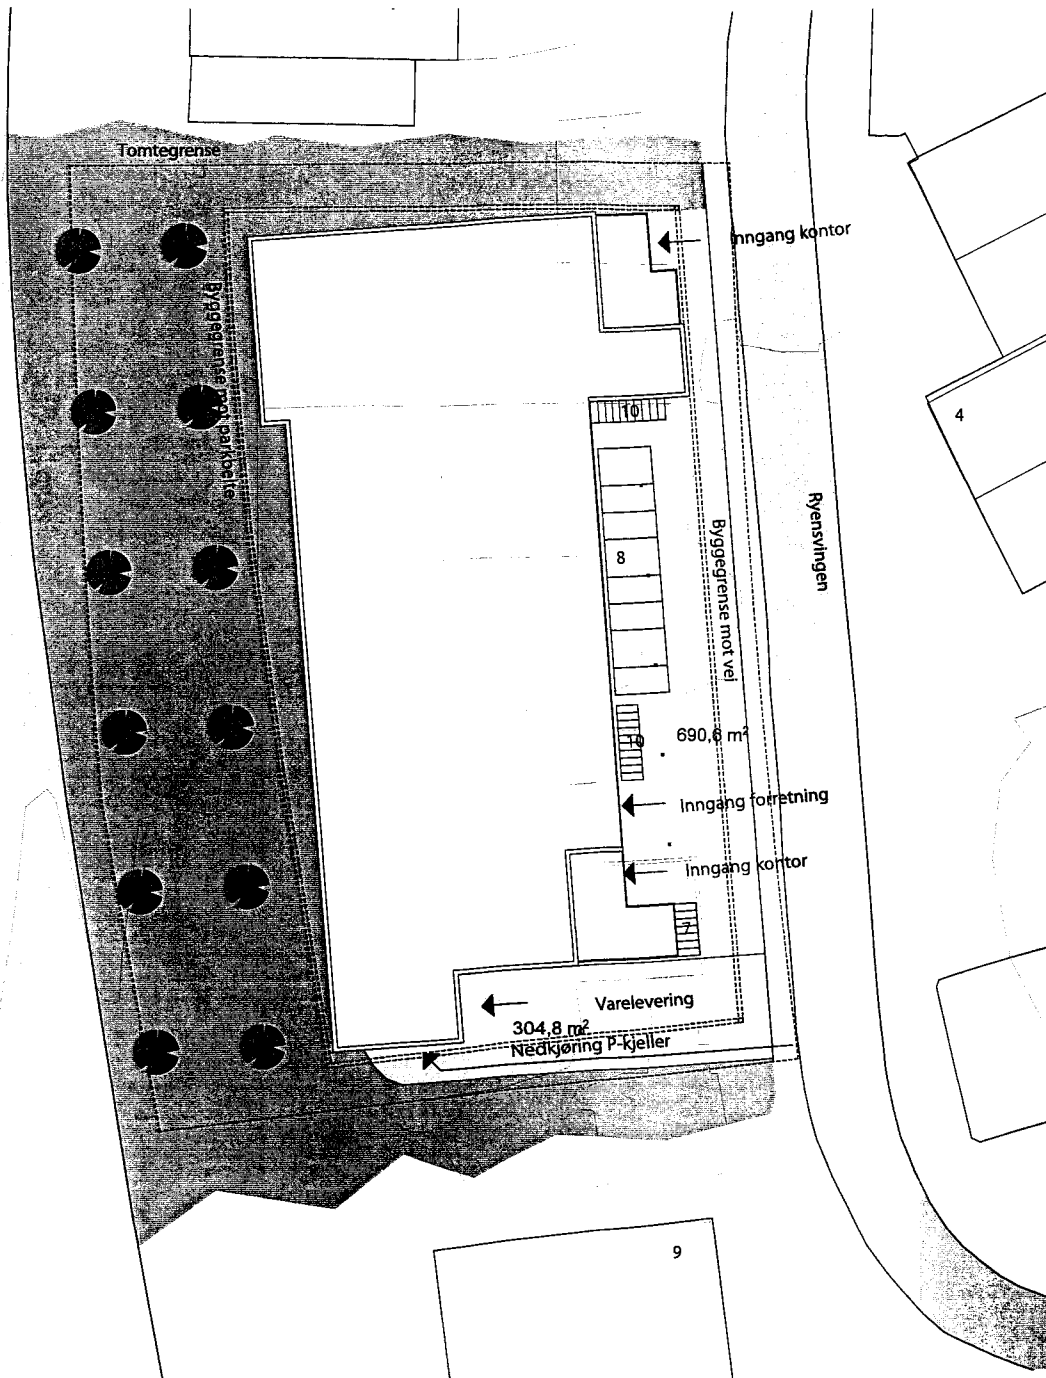 Tomtegrense
Inngang kontor
Byggegrense mot parkbelte
10
4
Ryensvingen
8
Byggegrense mot vej
10
690,6 m²
Inngang forretning
Inngang kontor
7
Varelevering
304,8 m²
Nedkjøring P-kjeller
9